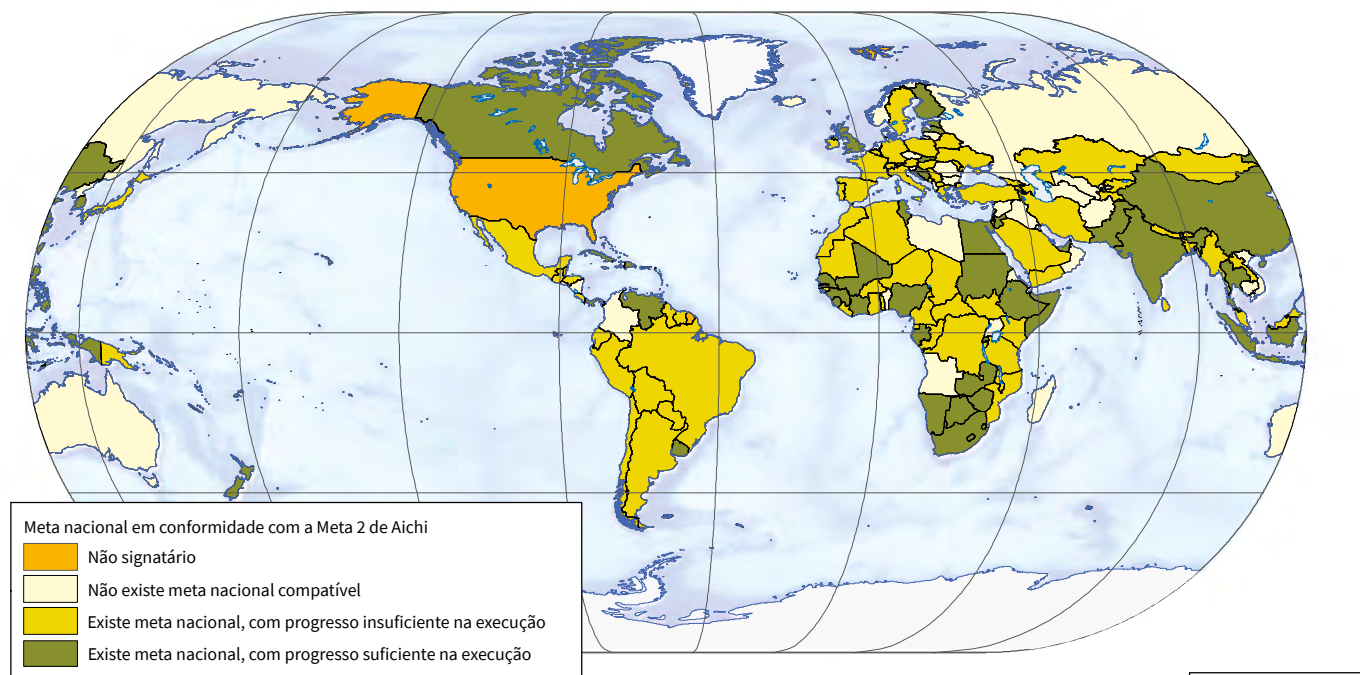 Meta nacional em conformidade com a Meta 2 de Aichi
Não signatário
Não existe meta nacional compatível
Existe meta nacional, com progresso insuficiente na execução
Existe meta nacional, com progresso suficiente na execução